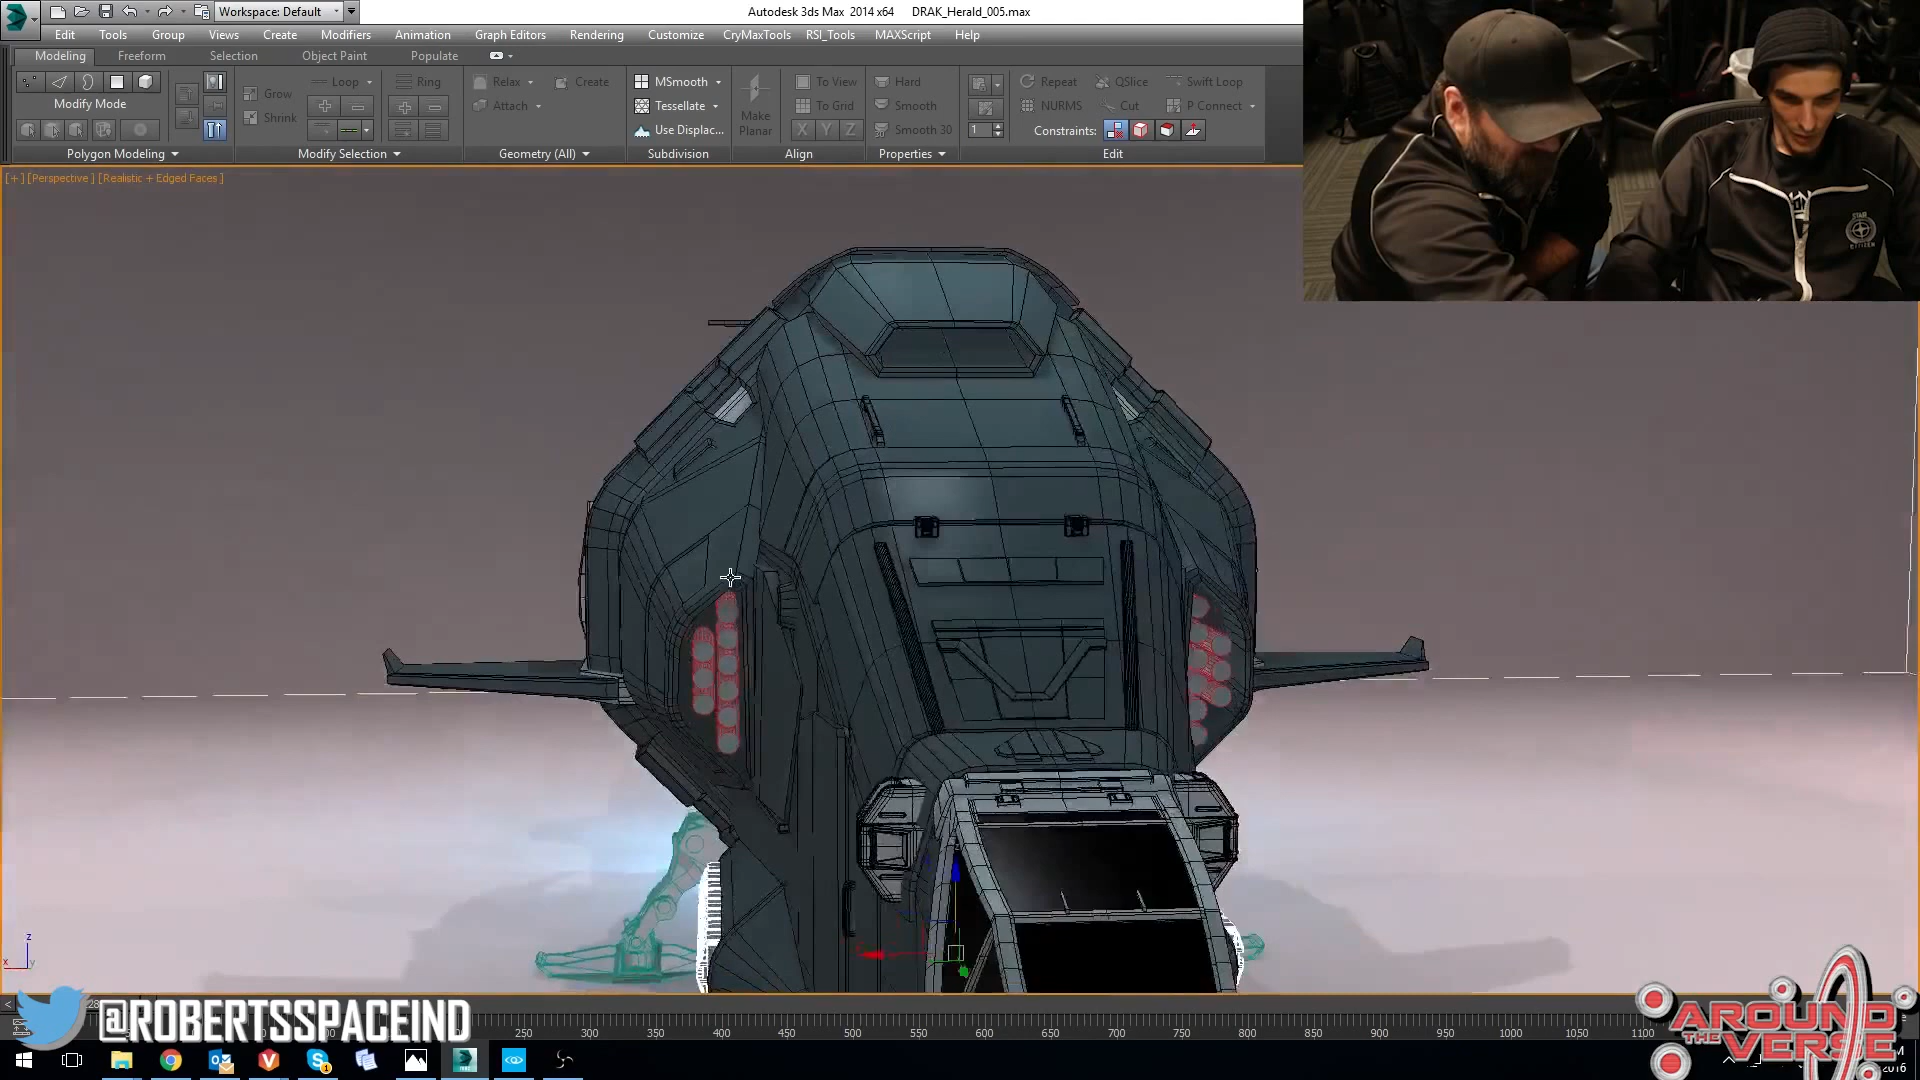 Workspace: Default
Autodesk 3ds Max 2014 x64 DRAK_Herald_005.max
Edit Tools Group Views Create Modifiers Animation Graph Editors Rendering Customize CryMaxTools RSI_Tools MAXScript Help
Modeling Freeform Selection Object Paint Populate
Loop Ring Relax Create MSmooth To View Hard Repeat QSlice Swift Loop
Grow
Modify Mode Attach Tessellate To Grid Smooth NURMS Cut P Connect
Shrink Make Planar
Use Displac... X Y Z Smooth 30 1 Constraints:
Polygon Modeling Modify Selection Geometry (All) Subdivision Align Properties Edit
[+] [Perspective] [Realistic + Edged Faces]
STAR
CITIZEN
z
x y
@ROBERTSSPACEIND
250 300 350 400 450 500 550 600 650 700 750 800 850 900 950 1000 1050 1100
AROUND
THE VERSE
2016